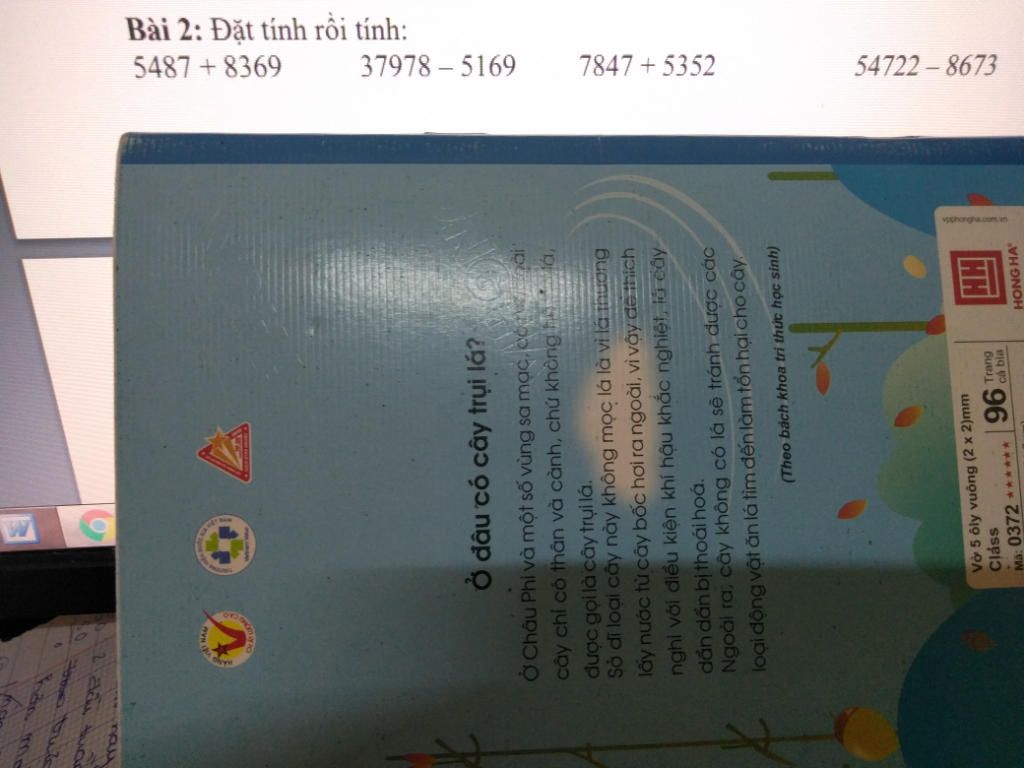 Bài 2: Đặt tính rồi tính:
5487 + 8369 37978 – 5169 7847 + 5352 54722 – 8673
Ở đâu có cây trụi lá?
Ở Châu Phi và một số vùng sa mạc, có
cây chỉ có thân và cành, chứ không lá,
được gọi là cây trụi lá.
Sở dĩ loại cây này không mọc lá là vì lá thường
lấy nước từ cây bốc hơi ra ngoài, vì vậy để thích
nghi với điều kiện khí hậu khắc nghiệt, lá cây
dần dần bị thoái hoá.
Ngoài ra, cây không có lá sẽ tránh được các
loại động vật ăn lá tìm đến làm tổn hại cho cây.
(Theo bách khoa tri thức học sinh)
vpphongha.com.vn
HH
HONG HA
Vở 5 ôly vuông (2 x 2)mm
Class
96 Trang
cả bìa
Mã: 0372 ******